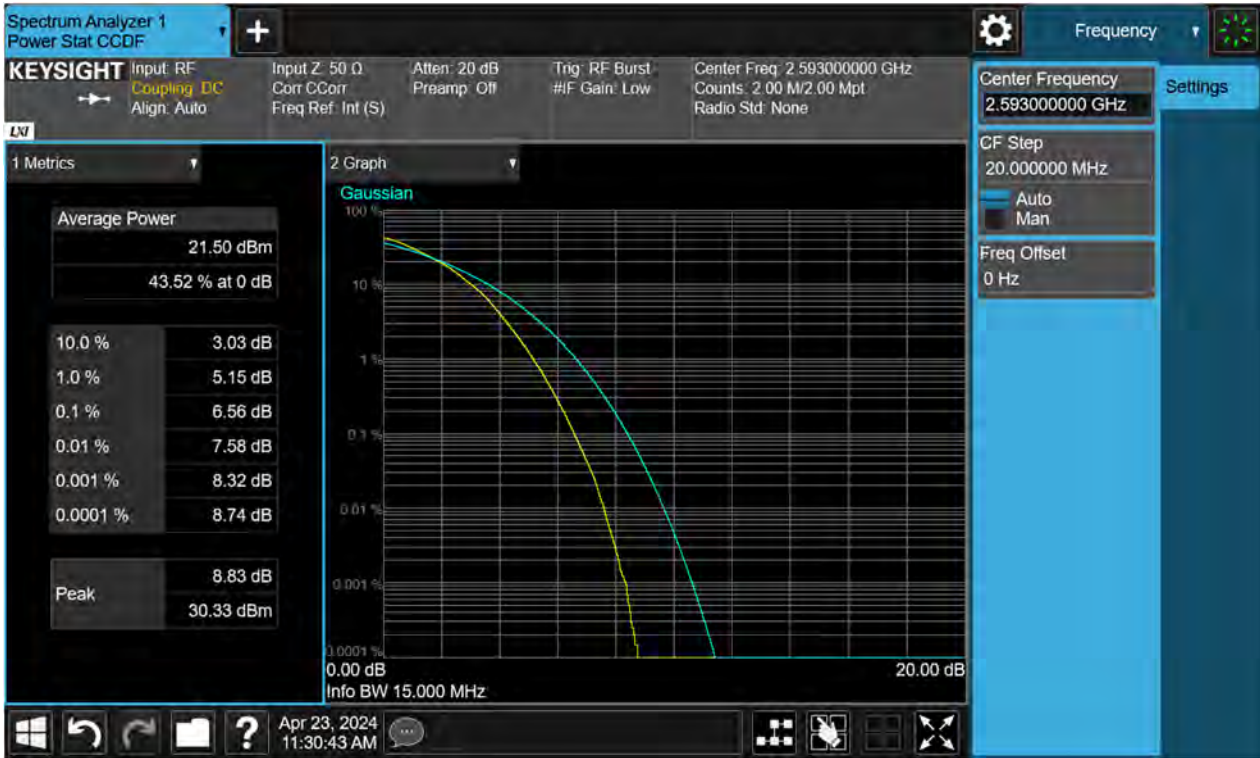 Spectrum Analyzer 1
Power Stat CCDF
+
Frequency
KEYSIGHT
Input: RF
Coupling: DC
Align: Auto
Input Z: 50 Ω
Corr CCorr
Freq Ref: Int (S)
Atten: 20 dB
Preamp: Off
Trig: RF Burst
#IF Gain: Low
Center Freq: 2.593000000 GHz
Counts: 2.00 M/2.00 Mpt
Radio Std: None
LXI
Center Frequency
2.593000000 GHz
Settings
CF Step
20.000000 MHz
Auto
Man
Freq Offset
0 Hz
1 Metrics
Average Power
21.50 dBm
43.52 % at 0 dB
10.0 % 3.03 dB
1.0 % 5.15 dB
0.1 % 6.56 dB
0.01 % 7.58 dB
0.001 % 8.32 dB
0.0001 % 8.74 dB
Peak
8.83 dB
30.33 dBm
2 Graph
Gaussian
100 %
10 %
1 %
0.1 %
0.01 %
0.001 %
0.0001 %
0.00 dB
20.00 dB
Info BW 15.000 MHz
?
Apr 23, 2024
11:30:43 AM